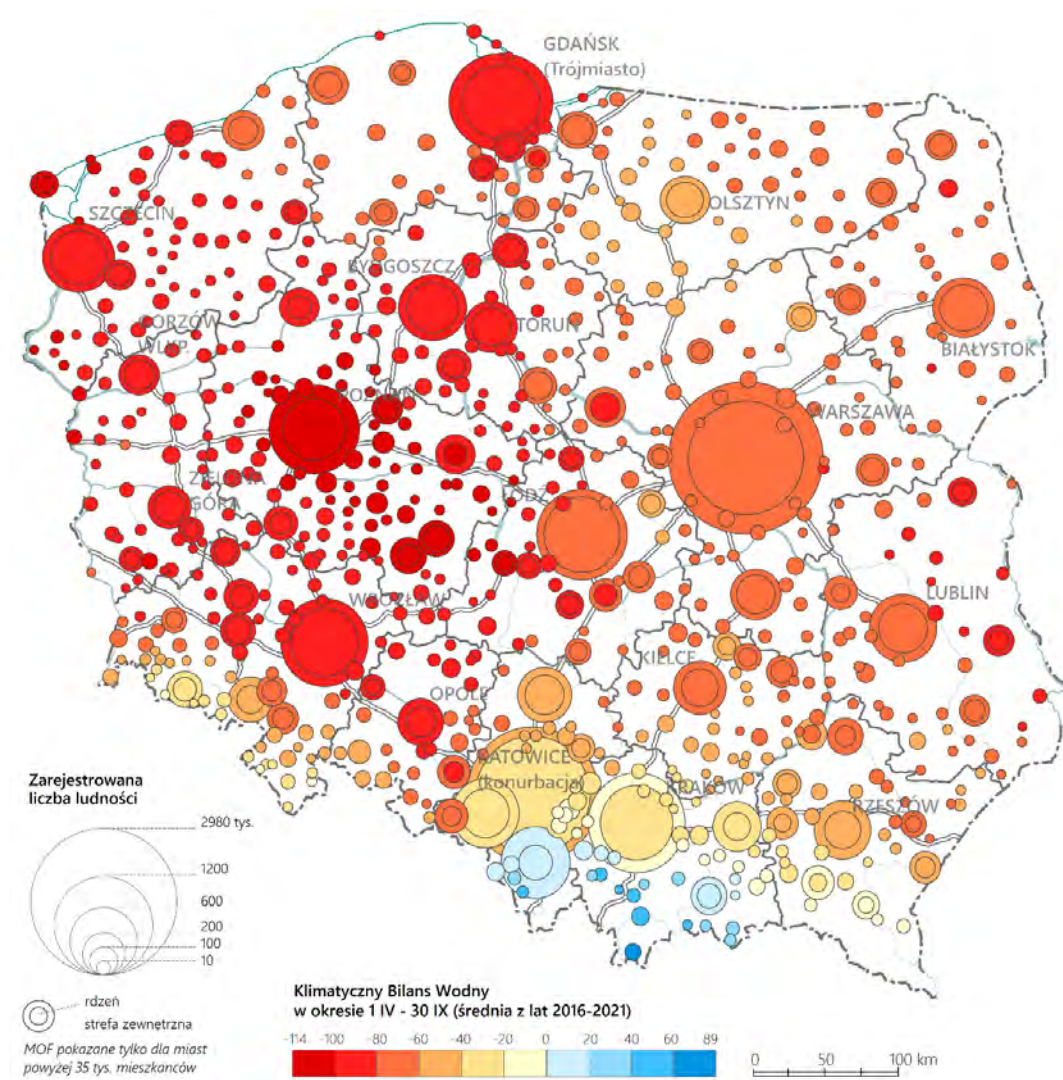 GDAŃSK
(Trójmiasto)
OLSZTYN
SZCZECIN
BYDGOSZCZ
GORZÓW
WLKP.
TORUŃ
BIAŁYSTOK
POZNAŃ
WARSZAWA
ZIELONA
GÓRA
ŁÓDŹ
WROCŁAW
LUBLIN
KIELCE
OPOLE
KATOWICE
(konurbacja)
KRAKÓW
RZESZÓW
Zarejestrowana
liczba ludności
2980 tys.
1200
600
200
100
10
rdzeń
strefa zewnętrzna
MOF pokazane tylko dla miast
powyżej 35 tys. mieszkanców
Klimatyczny Bilans Wodny
w okresie 1 IV - 30 IX (średnia z lat 2016-2021)
-114 -100 -80 -60 -40 -20 0 20 40 60 89
0 50 100 km